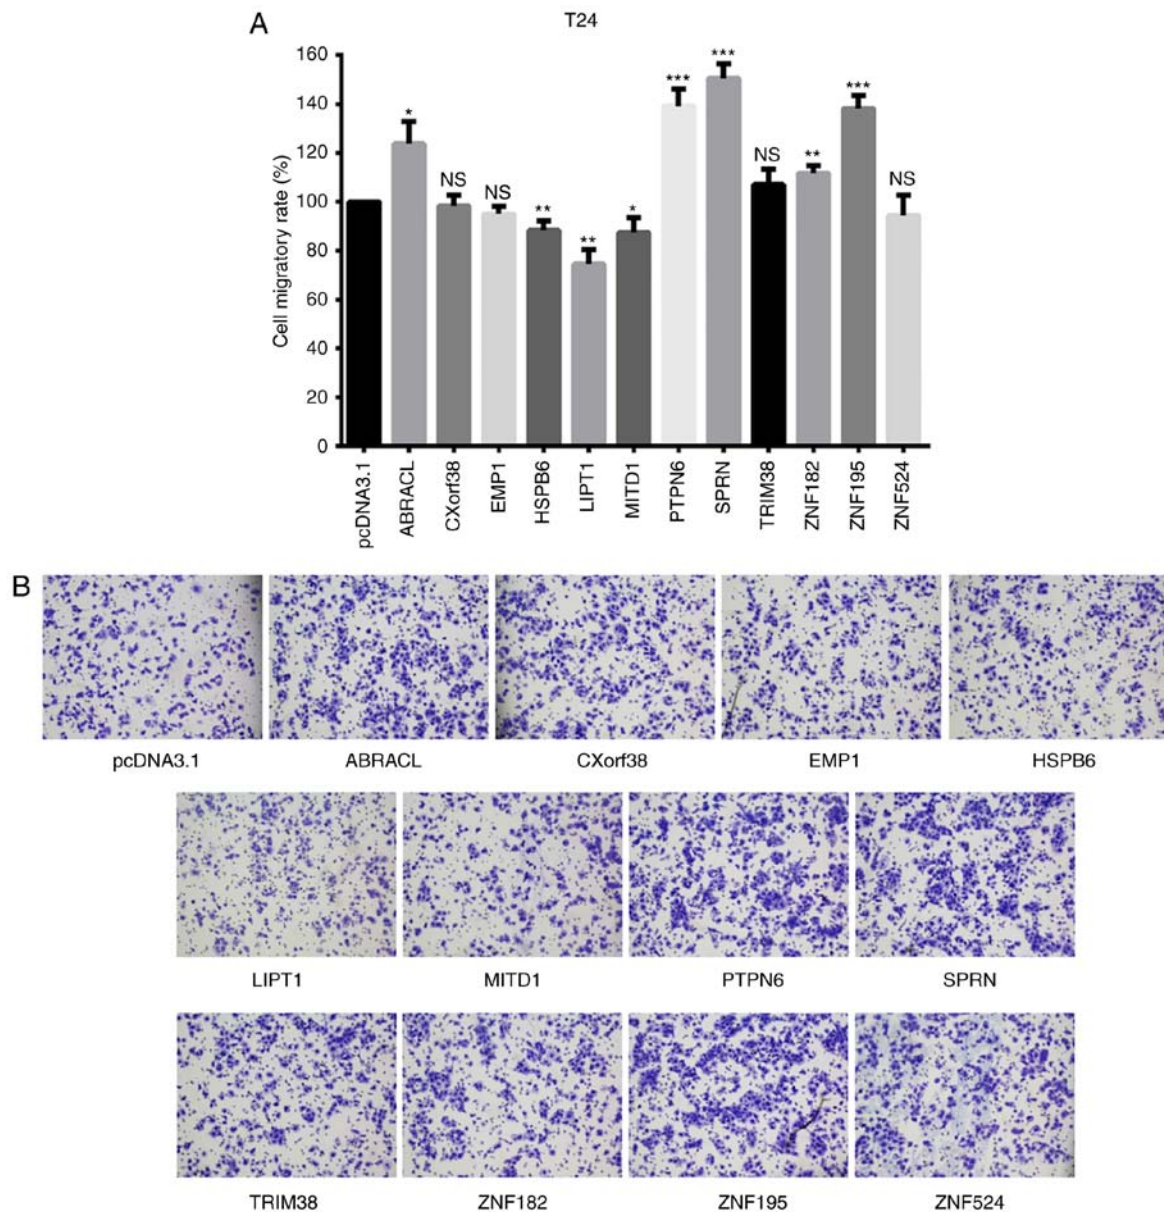 A
T24
Cell migratory rate (%)
160
140
120
100
80
60
40
20
0
*
NS
NS
**
**
*
***
***
NS
**
***
NS
pcDNA3.1
ABRACL
CXorf38
EMP1
HSPB6
LIPT1
MITD1
PTPN6
SPRN
TRIM38
ZNF182
ZNF195
ZNF524
B
pcDNA3.1 ABRACL CXorf38 EMP1 HSPB6
LIPT1 MITD1 PTPN6 SPRN
TRIM38 ZNF182 ZNF195 ZNF524